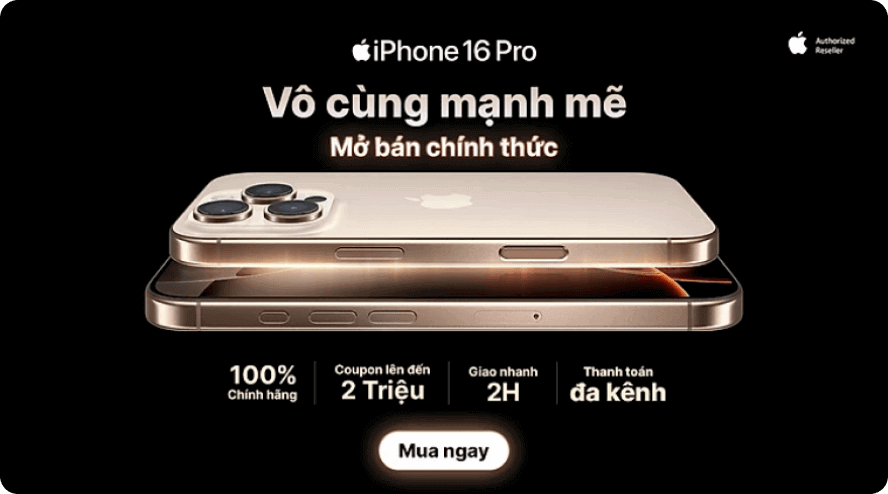 iPhone 16 Pro
Authorized
Reseller
Vô cùng mạnh mẽ
Mở bán chính thức
100%
Chính hãng
Coupon lên đến
2 Triệu
Giao nhanh
2H
Thanh toán
đa kênh
Mua ngay